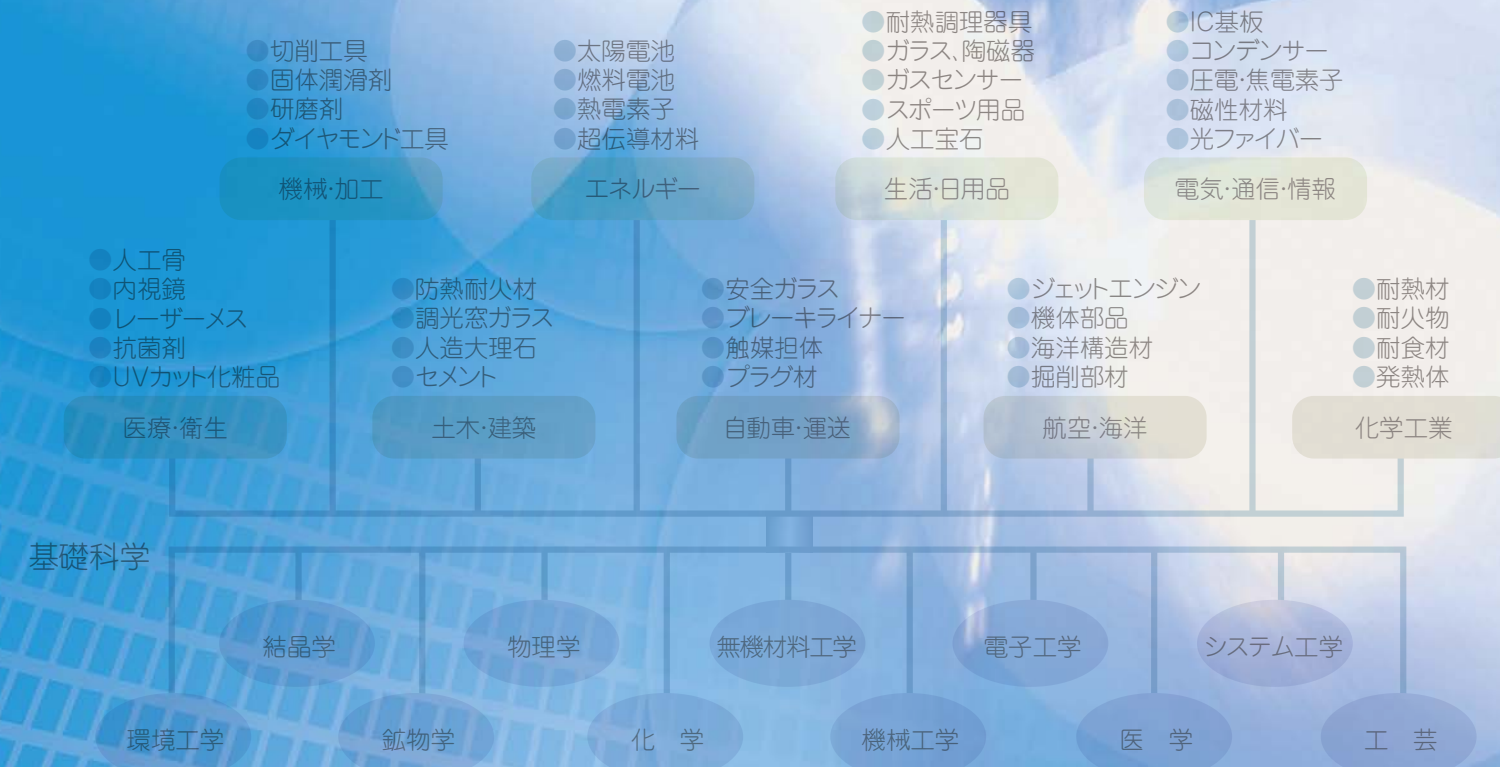 ●切削工具
●固体潤滑剤
●研磨剤
●ダイヤモンド工具
機械・加工
●太陽電池
●燃料電池
●熱電素子
●超伝導材料
エネルギー
●耐熱調理器具
●ガラス、陶磁器
●ガスセンサー
●スポーツ用品
●人工宝石
生活・日用品
●IC基板
●コンデンサー
●圧電・焦電素子
●磁性材料
●光ファイバー
電気・通信・情報
●人工骨
●内視鏡
●レーザーメス
●抗菌剤
●UVカット化粧品
医療・衛生
●防熱耐火材
●調光窓ガラス
●人造大理石
●セメント
土木・建築
●安全ガラス
●ブレーキライナー
●触媒担体
●プラグ材
自動車・運送
●ジェットエンジン
●機体部品
●海洋構造材
●掘削部材
航空・海洋
●耐熱材
●耐火物
●耐食材
●発熱体
化学工業
基礎科学
結晶学
物理学
無機材料工学
電子工学
システム工学
環境工学
鉱物学
化　学
機械工学
医　学
工　芸